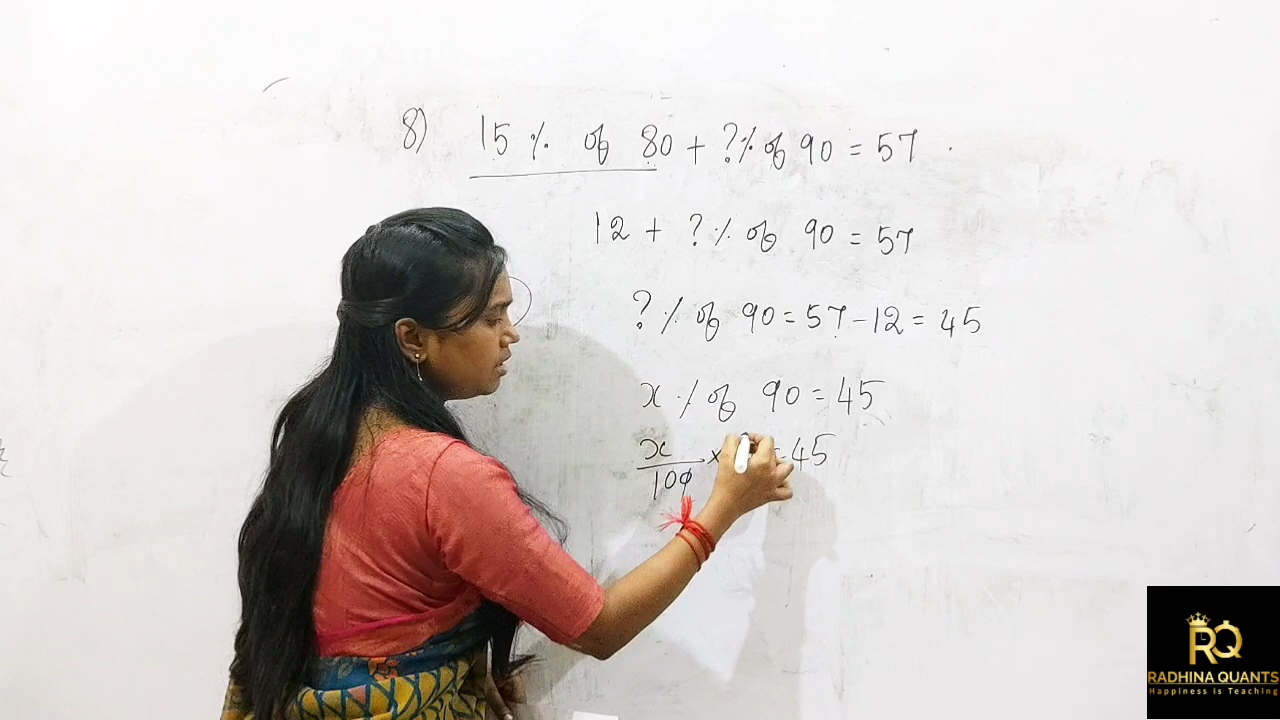 8) 15 % of 80 + ?% of 90 = 57 .
12 + ? % of 90 = 57
? % of 90 = 57 - 12 = 45
x % of 90 = 45
x/100 × = 45
RQ
RADHINA QUANTS
Happiness is Teaching